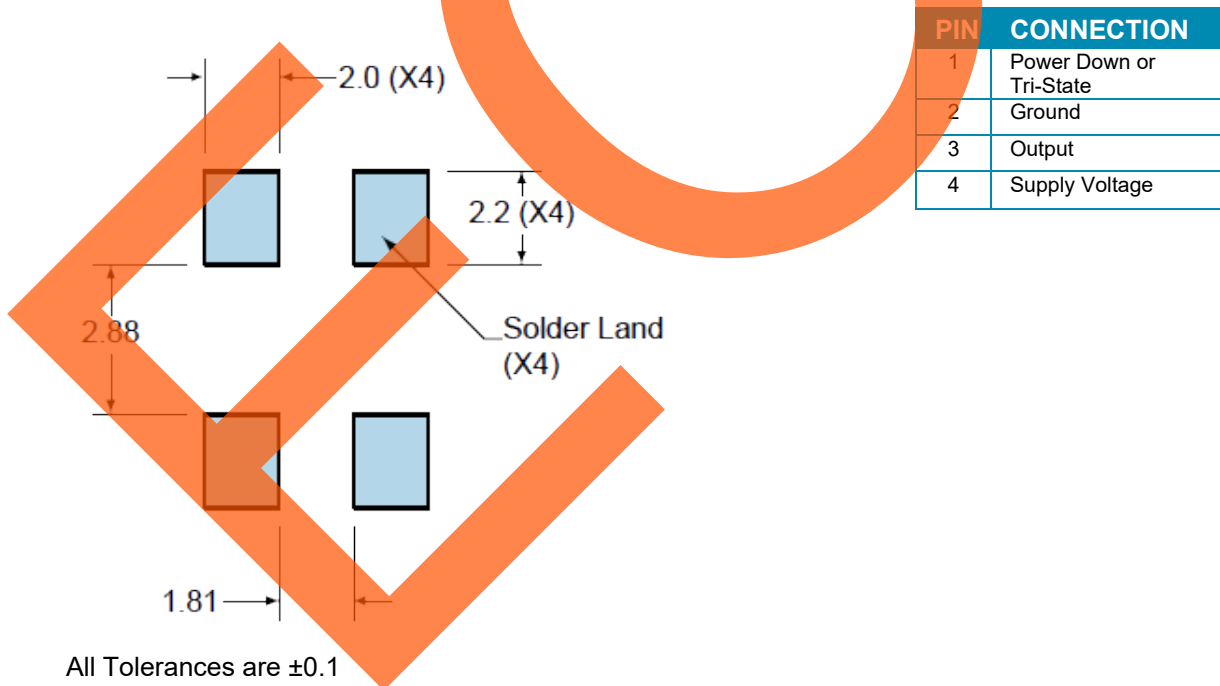 PIN CONNECTION
1 Power Down or
Tri-State
2 Ground
3 Output
4 Supply Voltage
2.0 (X4)
2.2 (X4)
2.88
Solder Land
(X4)
1.81
All Tolerances are ±0.1